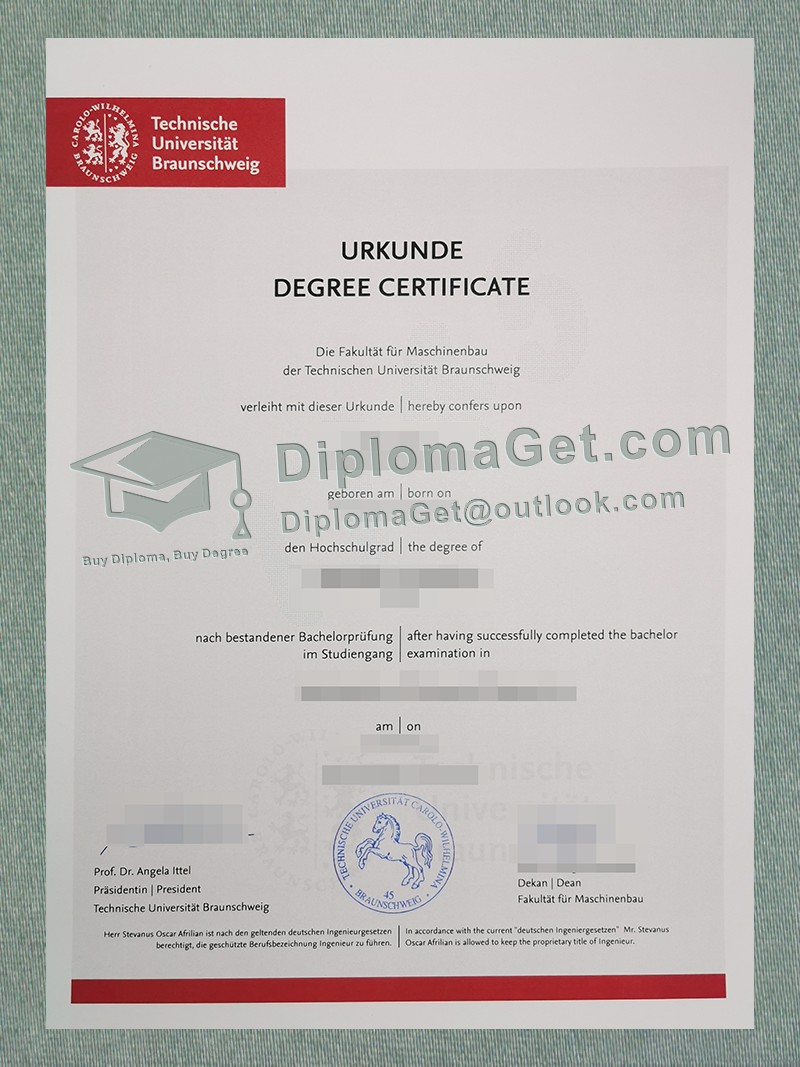 CAROLO-WILHELMINA
BRAUNSCHWEIG
Technische
Universität
Braunschweig
URKUNDE
DEGREE CERTIFICATE
Die Fakultät für Maschinenbau
der Technischen Universität Braunschweig
verleiht mit dieser Urkunde | hereby confers upon
DiplomaGet.com
geboren am | born on
DiplomaGet@outlook.com
Buy Diploma, Buy Degree
den Hochschulgrad | the degree of
nach bestandener Bachelorprüfung | after having successfully completed the bachelor
im Studiengang | examination in
am | on
TECHNISCHE UNIVERSITÄT CAROLO-WILHELMINA
45
BRAUNSCHWEIG
Prof. Dr. Angela Ittel
Präsidentin | President
Technische Universität Braunschweig
Dekan | Dean
Fakultät für Maschinenbau
Herr Stevanus Oscar Afrilian ist nach den geltenden deutschen Ingenieurgesetzen
berechtigt, die geschützte Berufsbezeichnung Ingenieur zu führen.
In accordance with the current "deutschen Ingeniergesetzen" Mr. Stevanus
Oscar Afrilian is allowed to keep the proprietary title of Ingenieur.